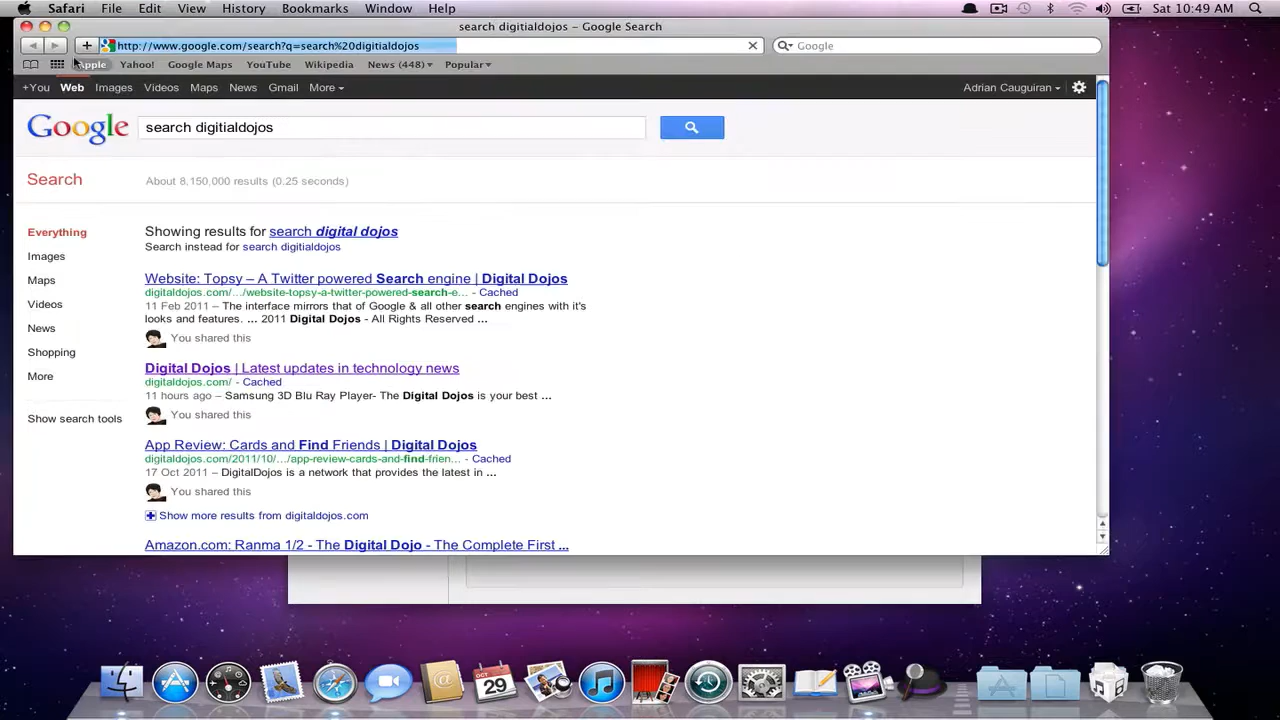 Safari File Edit View History Bookmarks Window Help Sat 10:49 AM
search digitialdojos – Google Search
http://www.google.com/search?q=search%20digitialdojos Google
Apple Yahoo! Google Maps YouTube Wikipedia News (448) Popular
+You Web Images Videos Maps News Gmail More Adrian Cauguiran
Google search digitialdojos
Search About 8,150,000 results (0.25 seconds)
Everything
Images
Maps
Videos
News
Shopping
More
Show search tools
Showing results for search digital dojos
Search instead for search digitialdojos
Website: Topsy – A Twitter powered Search engine | Digital Dojos
digitaldojos.com/.../website-topsy-a-twitter-powered-search-e... - Cached
11 Feb 2011 – The interface mirror that of Google & all other search engines with it's
looks and features. ... 2011 Digital Dojos - All Rights Reserved ...
You shared this
Digital Dojos | Latest updates in technology news
digitaldojos.com/ - Cached
11 hours ago – Samsung 3D Blu Ray Player- The Digital Dojos is your best ...
You shared this
App Review: Cards and Find Friends | Digital Dojos
digitaldojos.com/2011/10/.../app-review-cards-and-find-frien... - Cached
17 Oct 2011 – DigitalDojos is a network that provides the latest in ...
You shared this
Show more results from digitaldojos.com
Amazon.com: Ranma 1/2 - The Digital Dojo - The Complete First ...
OCT
29